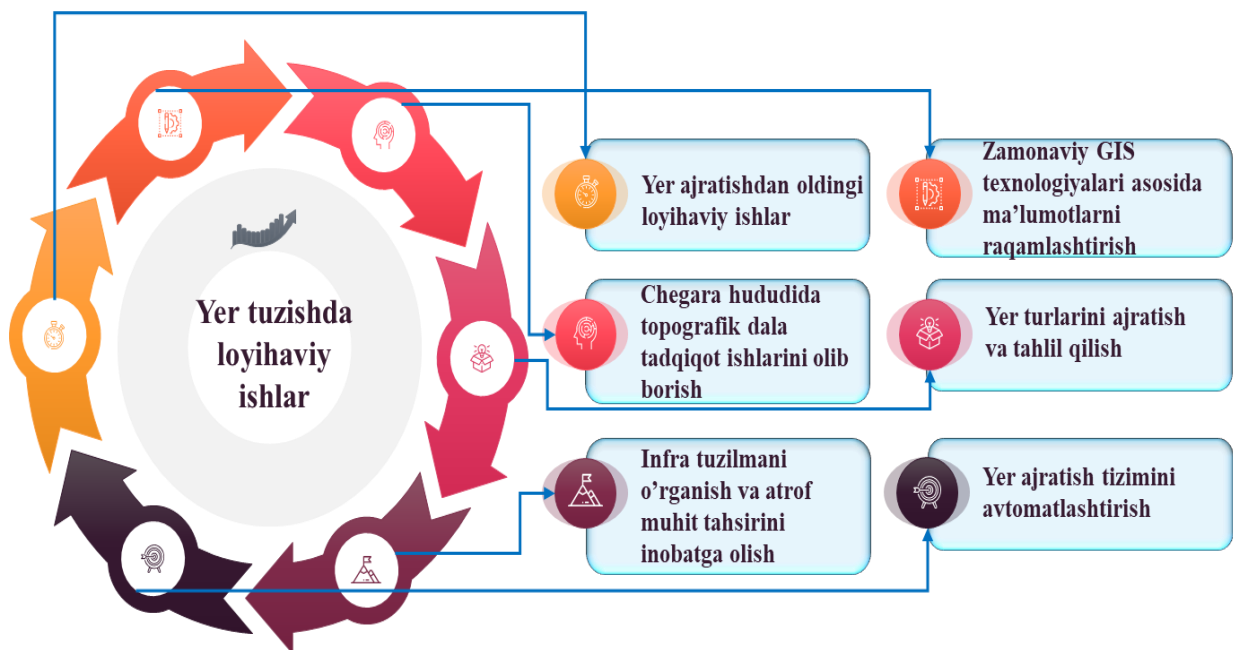 Yer tuzishda
loyihaviy
ishlar
Yer ajratishdan oldingi
loyihaviy ishlar
Zamonaviy GIS
texnologiyalari asosida
ma’lumotlarni
raqamlashtirish
Chegara hududida
topografik dala
tadqiqot ishlarini olib
borish
Yer turlarini ajratish
va tahlil qilish
Infra tuzilmani
o’rganish va atrof
muhit tahsirini
inobatga olish
Yer ajratish tizimini
avtomatlashtirish